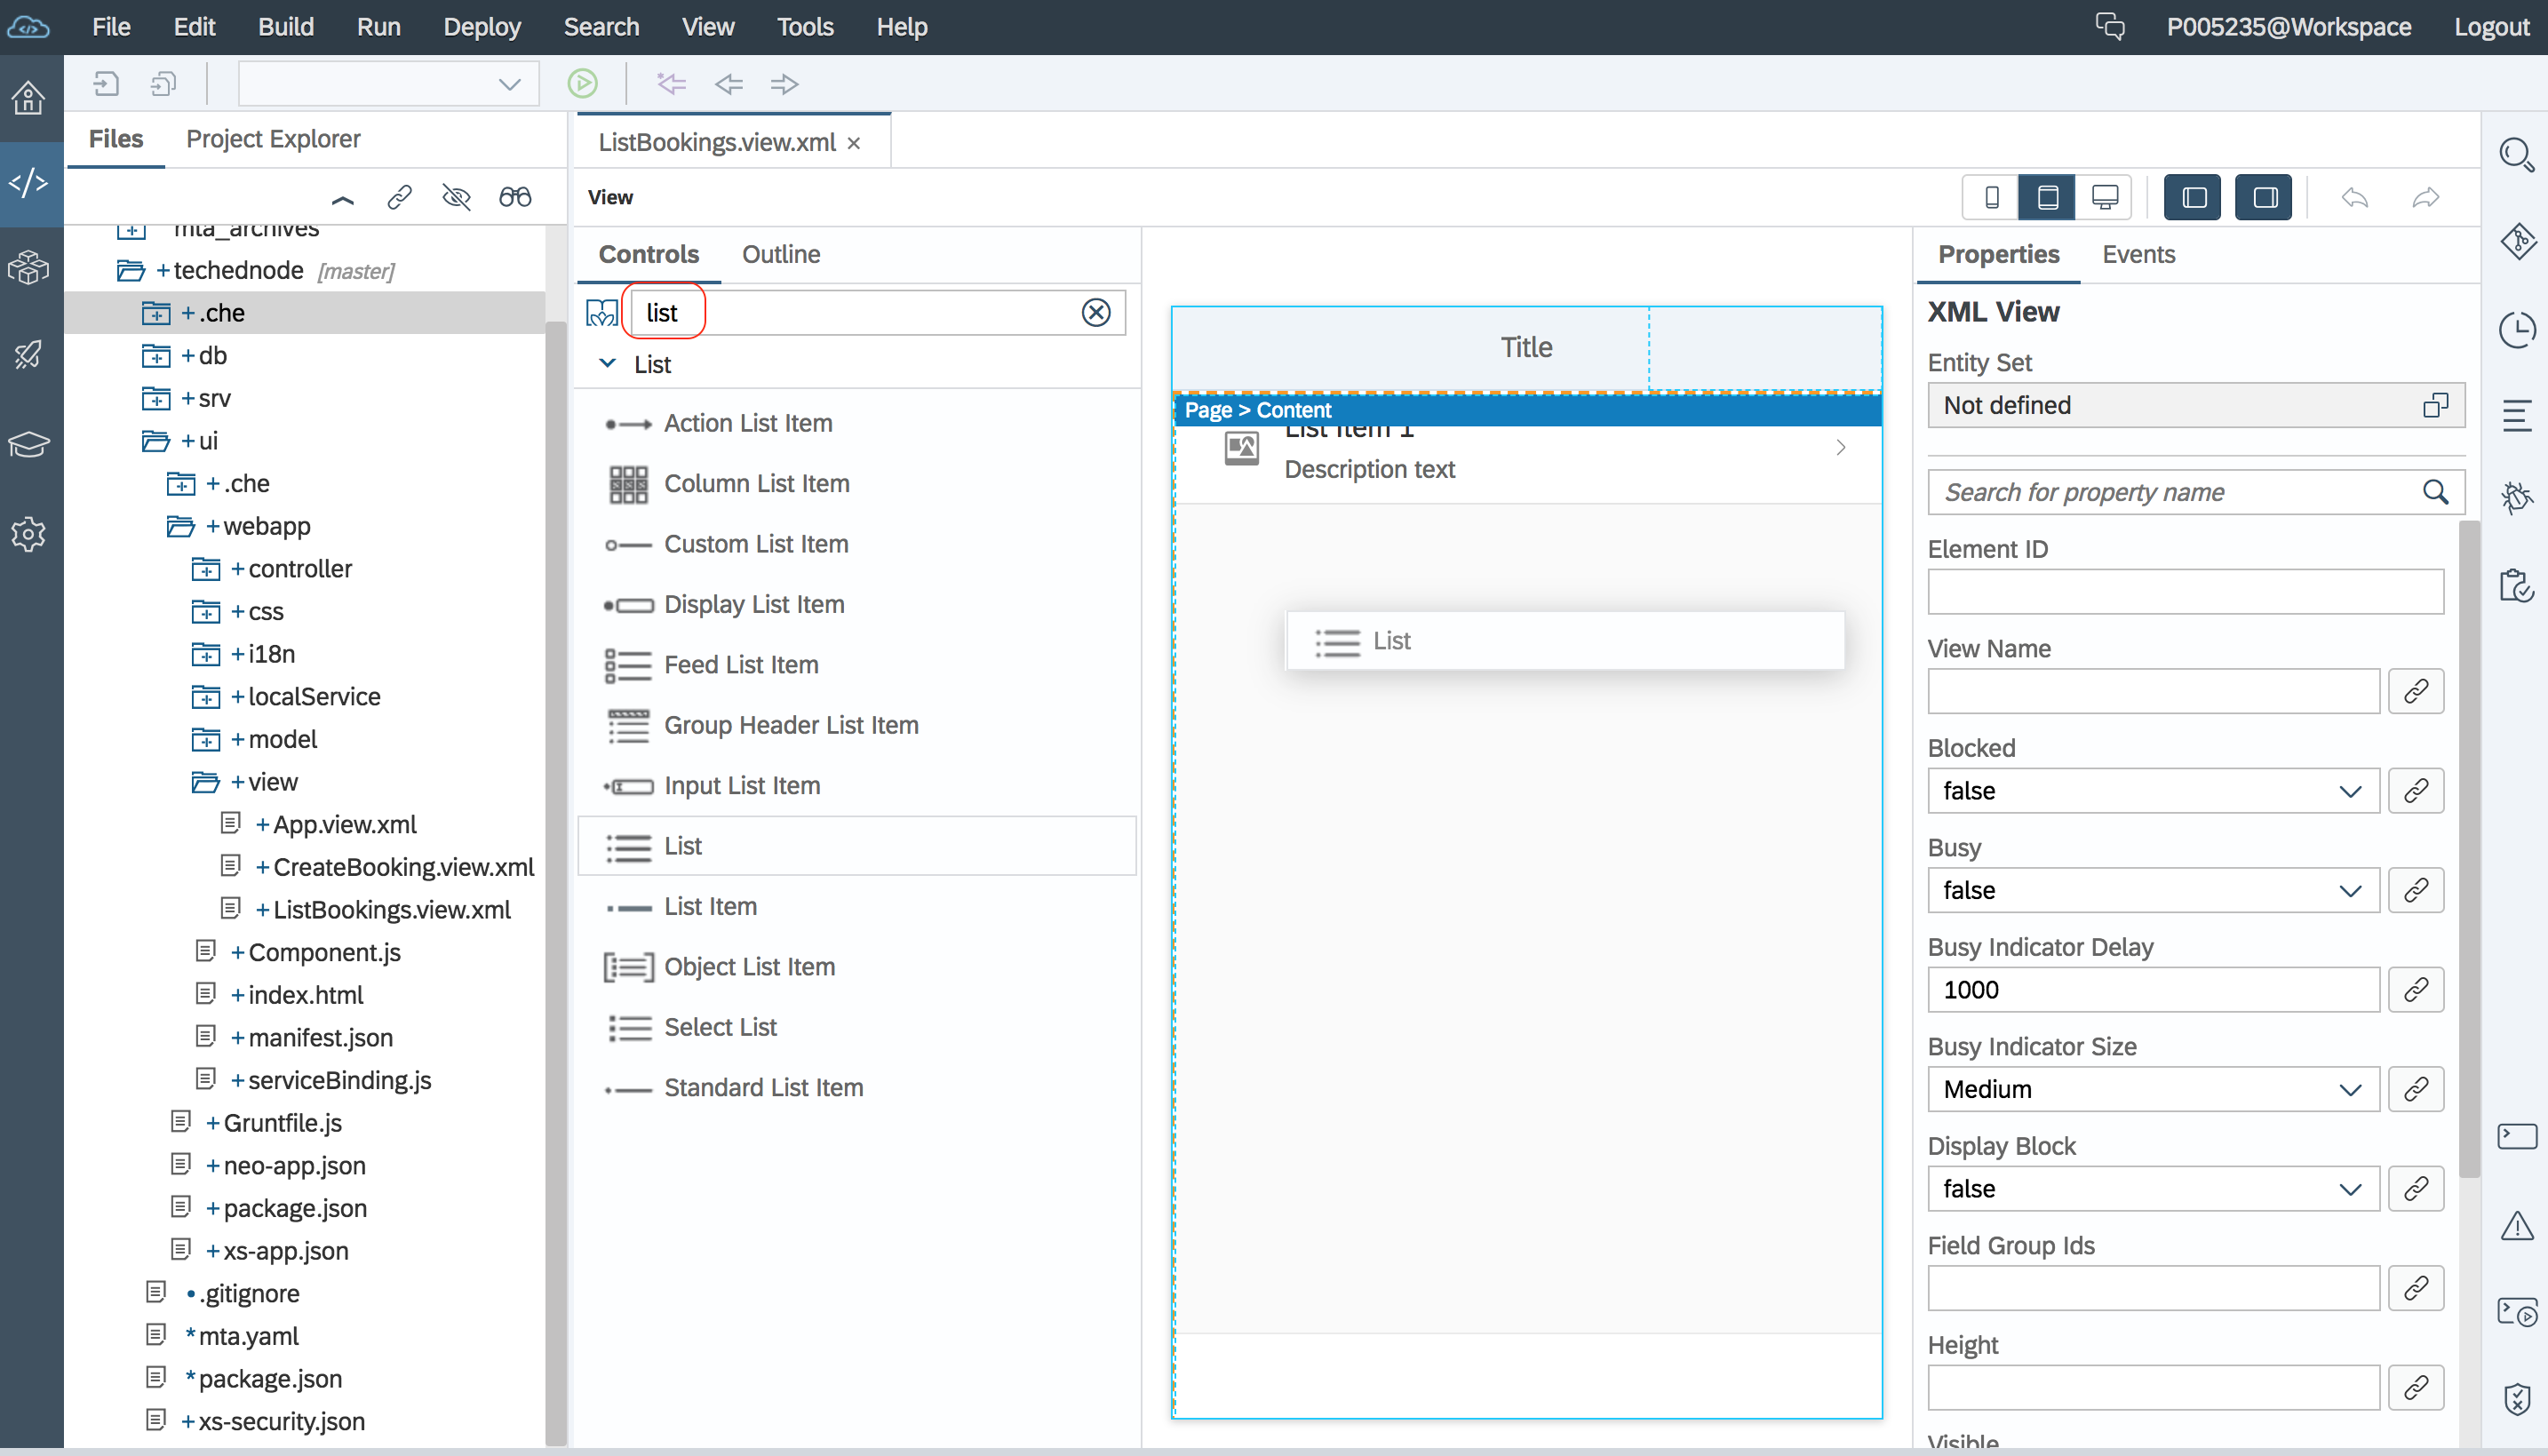 File Edit Build Run Deploy Search View Tools Help P005235@Workspace Logout
Files Project Explorer
mta_archives
+ techednode [master]
+ .che
+ db
+ srv
+ ui
+ .che
+ webapp
+ controller
+ css
+ i18n
+ localService
+ model
+ view
+ App.view.xml
+ CreateBooking.view.xml
+ ListBookings.view.xml
+ Component.js
+ index.html
+ manifest.json
+ serviceBinding.js
+ Gruntfile.js
+ neo-app.json
+ package.json
+ xs-app.json
• .gitignore
* mta.yaml
* package.json
+ xs-security.json
ListBookings.view.xml ×
View
Controls Outline
list
List
Action List Item
Column List Item
Custom List Item
Display List Item
Feed List Item
Group Header List Item
Input List Item
List
List Item
Object List Item
Select List
Standard List Item
Title
Page > Content
List Item 1
Description text
List
Properties Events
XML View
Entity Set
Not defined
Search for property name
Element ID
View Name
Blocked
false
Busy
false
Busy Indicator Delay
1000
Busy Indicator Size
Medium
Display Block
false
Field Group Ids
Height
Visible